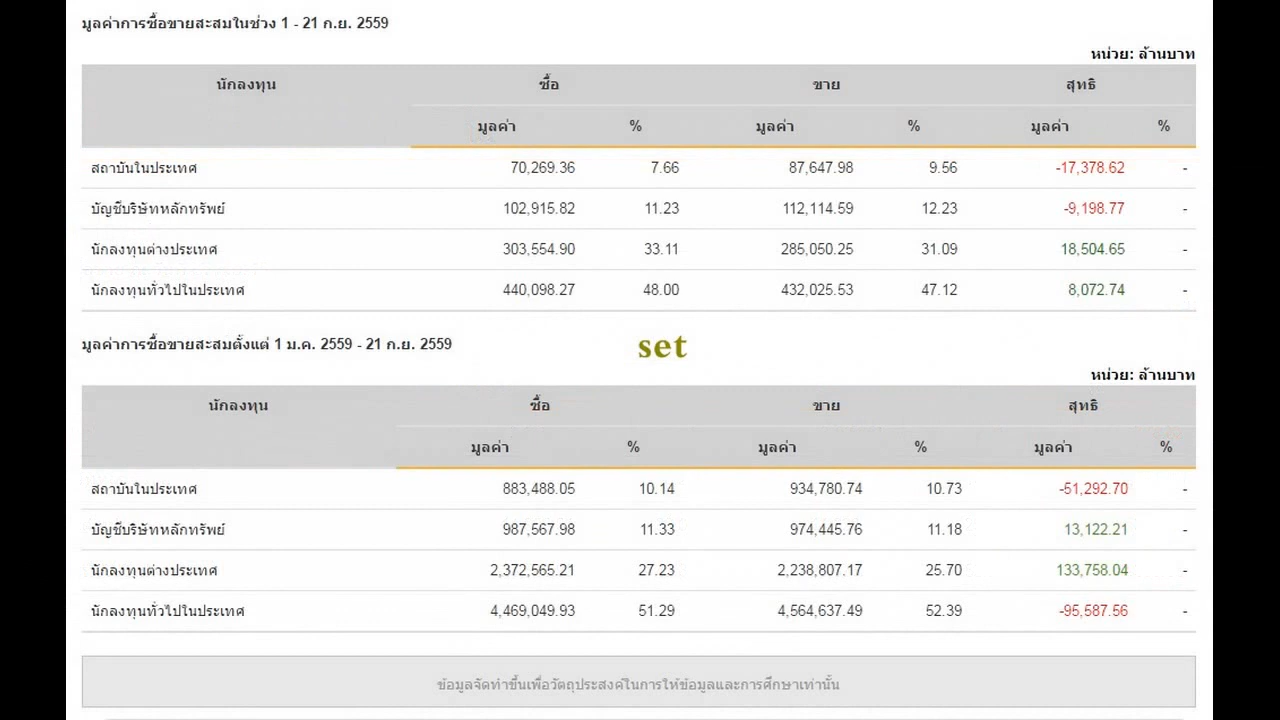 มูลค่าการซื้อขายสะสมในช่วง 1 - 21 ก.ย. 2559
หน่วย: ล้านบาท
นักลงทุน ซื้อ ขาย สุทธิ
มูลค่า % มูลค่า % มูลค่า %
สถาบันในประเทศ 70,269.36 7.66 87,647.98 9.56 -17,378.62 -
บัญชีบริษัทหลักทรัพย์ 102,915.82 11.23 112,114.59 12.23 -9,198.77 -
นักลงทุนต่างประเทศ 303,554.90 33.11 285,050.25 31.09 18,504.65 -
นักลงทุนทั่วไปในประเทศ 440,098.27 48.00 432,025.53 47.12 8,072.74 -
มูลค่าการซื้อขายสะสมตั้งแต่ 1 ม.ค. 2559 - 21 ก.ย. 2559 set
หน่วย: ล้านบาท
นักลงทุน ซื้อ ขาย สุทธิ
มูลค่า % มูลค่า % มูลค่า %
สถาบันในประเทศ 883,488.05 10.14 934,780.74 10.73 -51,292.70 -
บัญชีบริษัทหลักทรัพย์ 987,567.98 11.33 974,445.76 11.18 13,122.21 -
นักลงทุนต่างประเทศ 2,372,565.21 27.23 2,238,807.17 25.70 133,758.04 -
นักลงทุนทั่วไปในประเทศ 4,469,049.93 51.29 4,564,637.49 52.39 -95,587.56 -
ข้อมูลจัดทำขึ้นเพื่อวัตถุประสงค์ในการให้ข้อมูลและการศึกษาเท่านั้น